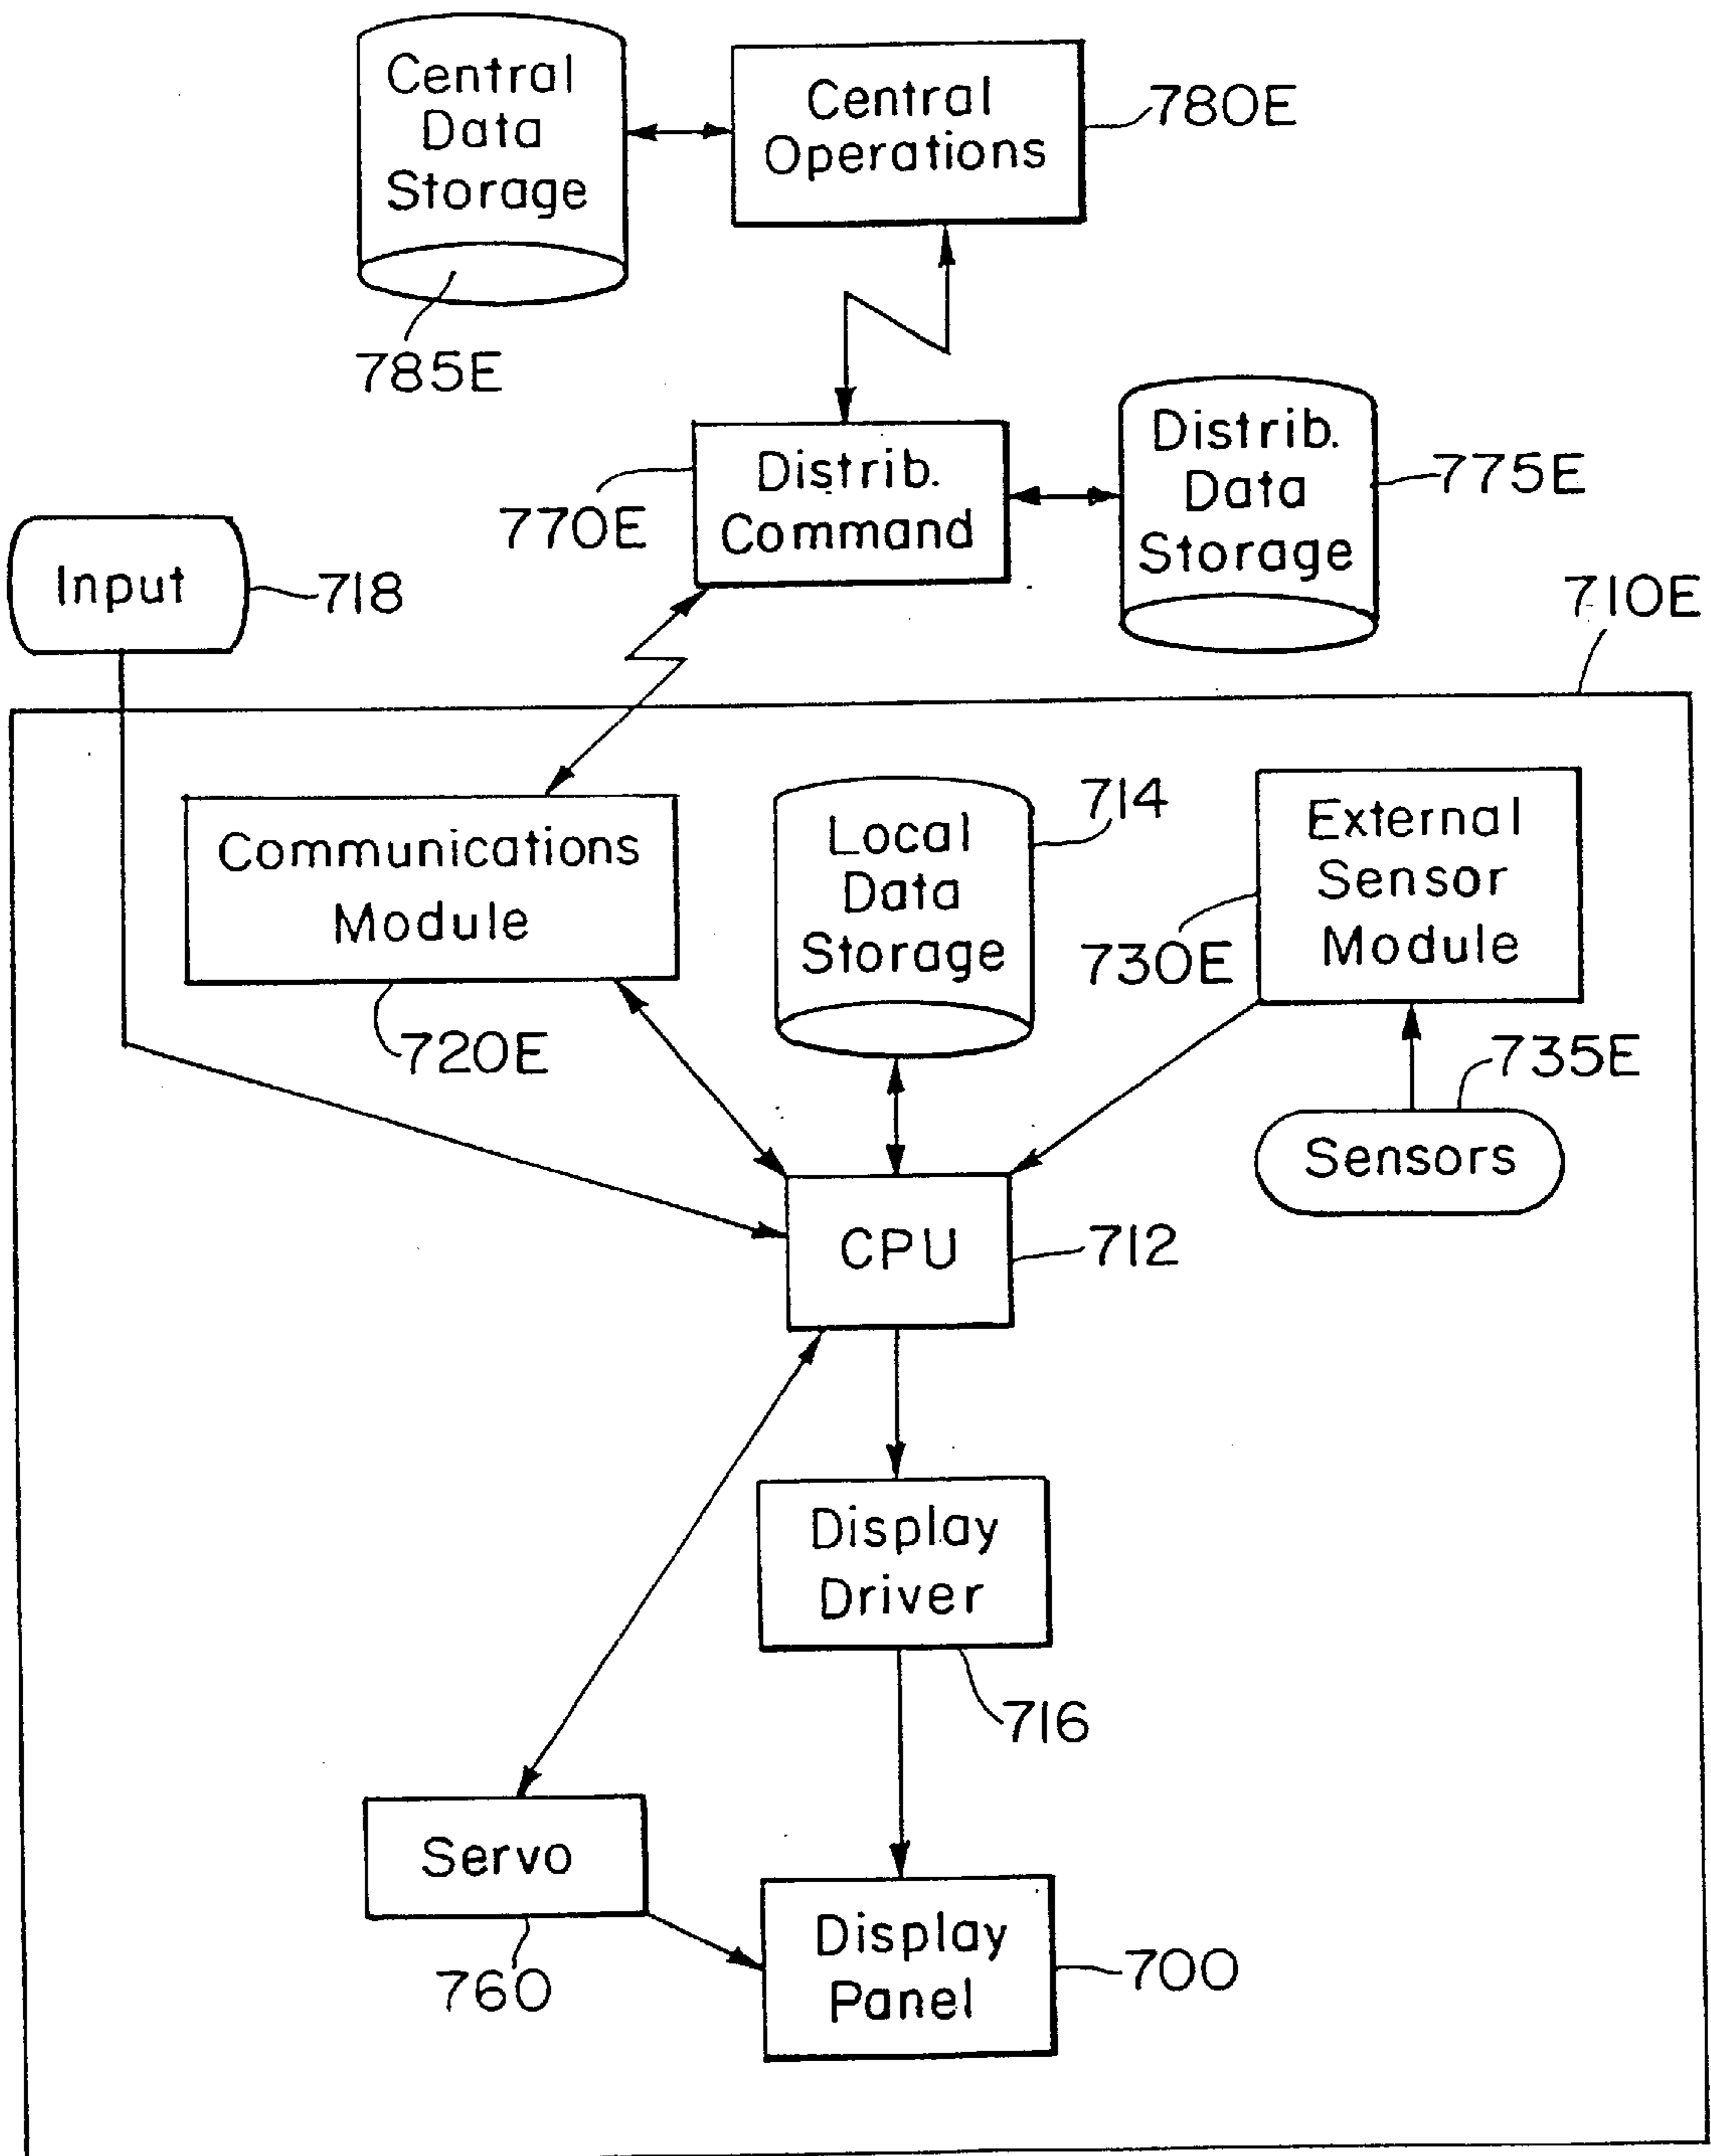 Central
Data
Storage
Central
Operations
780E
785E
Distrib.
Command
770E
Distrib.
Data
Storage
775E
Input
718
710E
Communications
Module
720E
Local
Data
Storage
714
External
Sensor
Module
730E
735E
Sensors
CPU
712
Display
Driver
716
Servo
760
Display
Panel
700